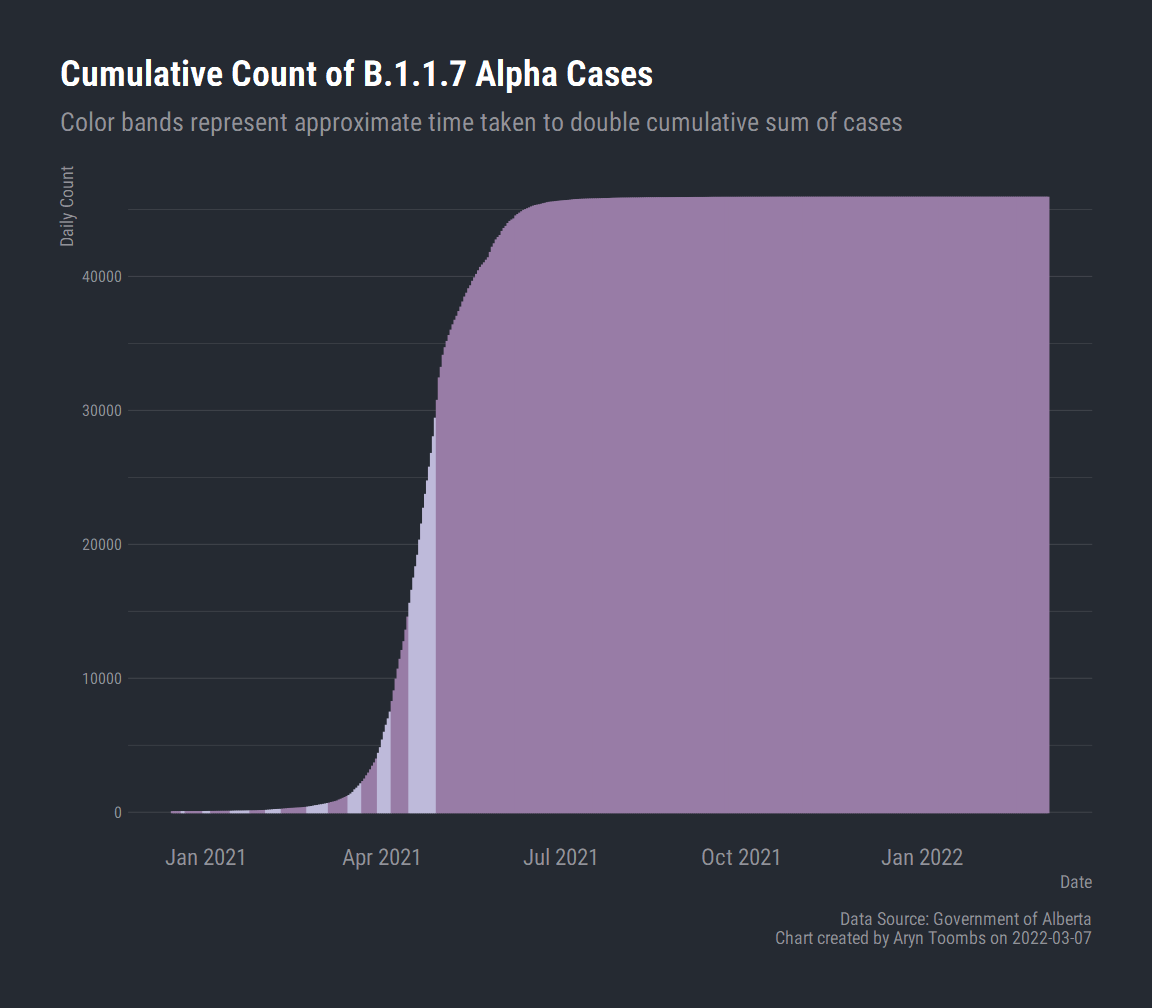 Cumulative Count of B.1.1.7 Alpha Cases
Color bands represent approximate time taken to double cumulative sum of cases
Daily Count
40000
30000
20000
10000
0
Jan 2021 Apr 2021 Jul 2021 Oct 2021 Jan 2022
Date
Data Source: Government of Alberta
Chart created by Aryn Toombs on 2022-03-07